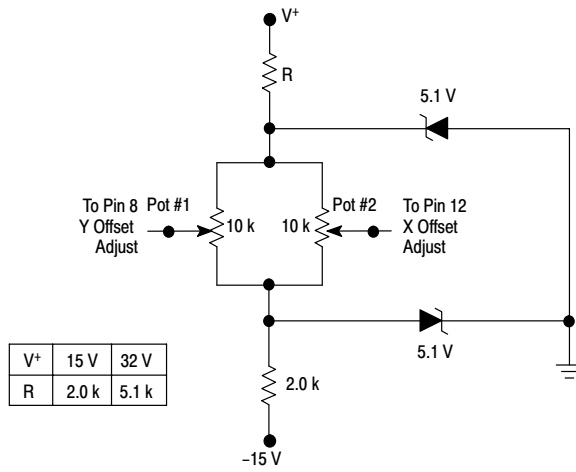 V+
R
5.1 V
To Pin 8
Y Offset
Adjust
Pot #1
10 k
10 k
Pot #2
To Pin 12
X Offset
Adjust
5.1 V
V+ 15 V 32 V
R 2.0 k 5.1 k
2.0 k
–15 V